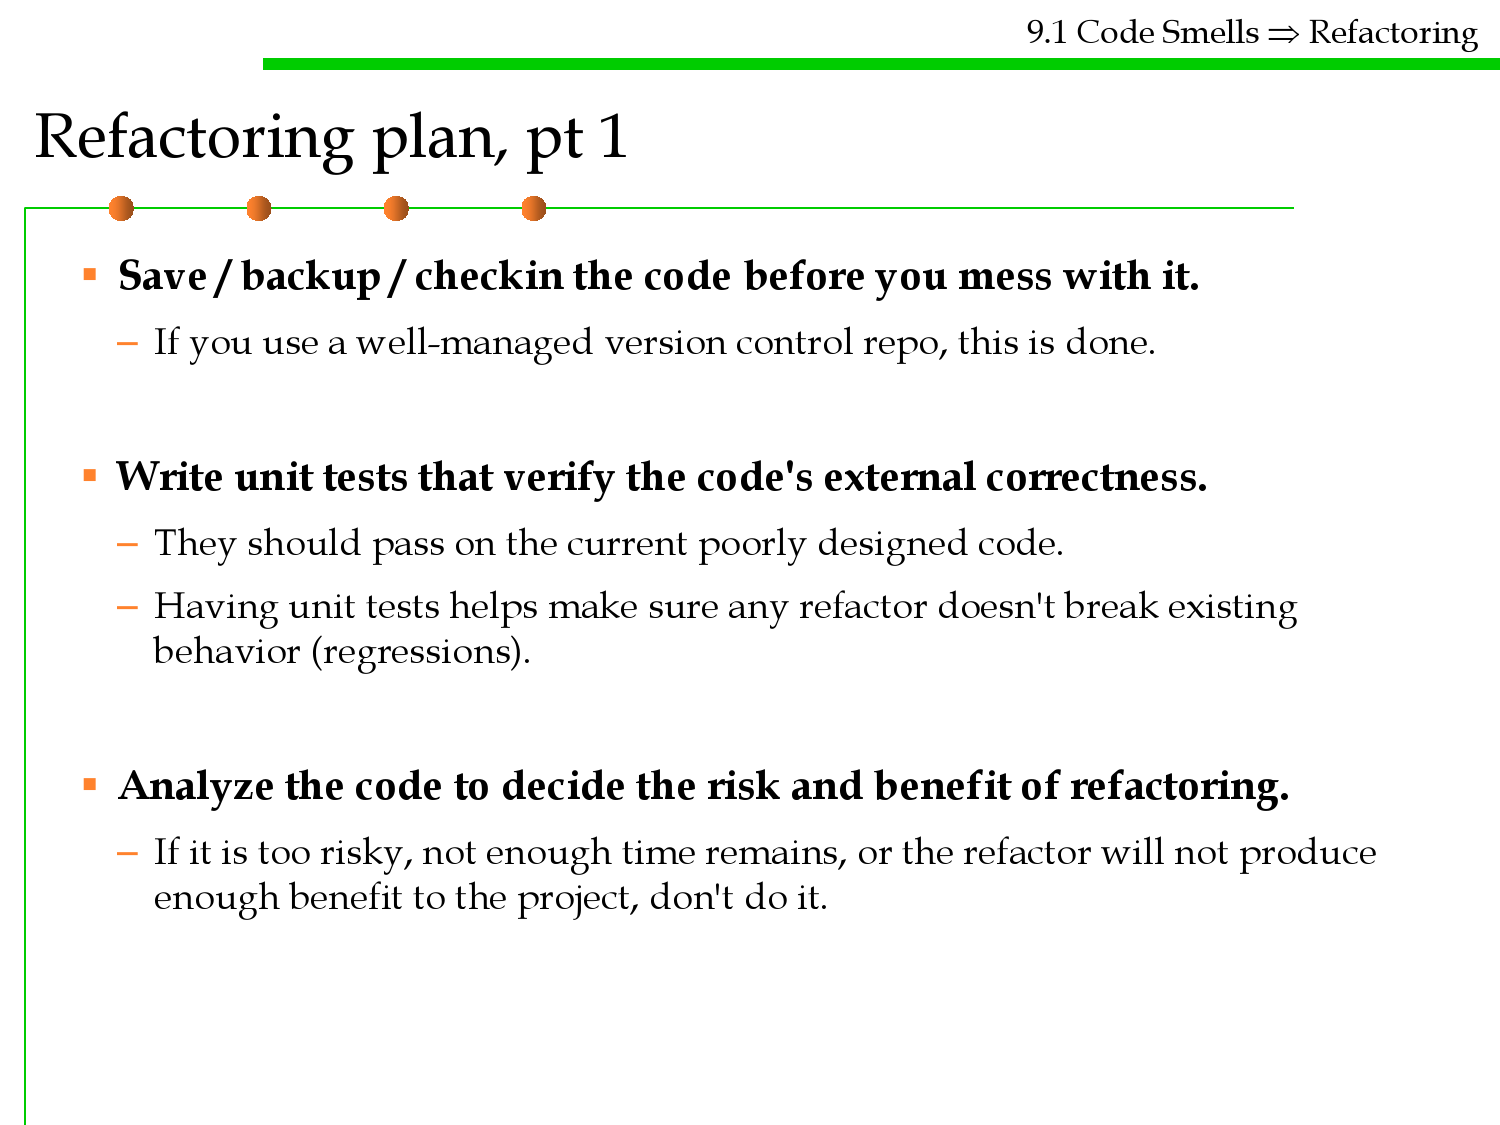 9.1 Code Smells ⇒ Refactoring
Refactoring plan, pt 1
▪ Save / backup / checkin the code before you mess with it.
– If you use a well-managed version control repo, this is done.
▪ Write unit tests that verify the code's external correctness.
– They should pass on the current poorly designed code.
– Having unit tests helps make sure any refactor doesn't break existing
behavior (regressions).
▪ Analyze the code to decide the risk and benefit of refactoring.
– If it is too risky, not enough time remains, or the refactor will not produce
enough benefit to the project, don't do it.